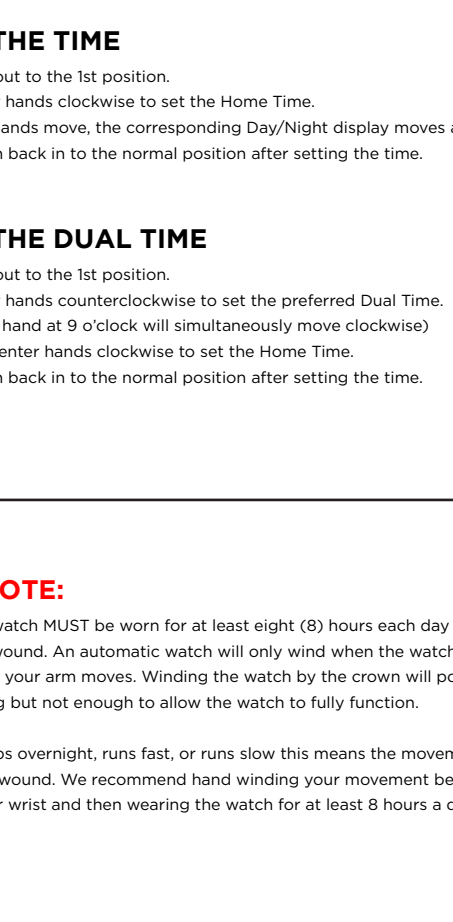 THE TIME
out to the 1st position.
hands clockwise to set the Home Time.
ands move, the corresponding Day/Night display moves
back in to the normal position after setting the time.
THE DUAL TIME
out to the 1st position.
hands counterclockwise to set the preferred Dual Time.
hand at 9 o’clock will simultaneously move clockwise)
enter hands clockwise to set the Home Time.
back in to the normal position after setting the time.
OTE:
watch MUST be worn for at least eight (8) hours each day
wound. An automatic watch will only wind when the watch
your arm moves. Winding the watch by the crown will po
g but not enough to allow the watch to fully function.
ps overnight, runs fast, or runs slow this means the movem
wound. We recommend hand winding your movement be
r wrist and then wearing the watch for at least 8 hours a d